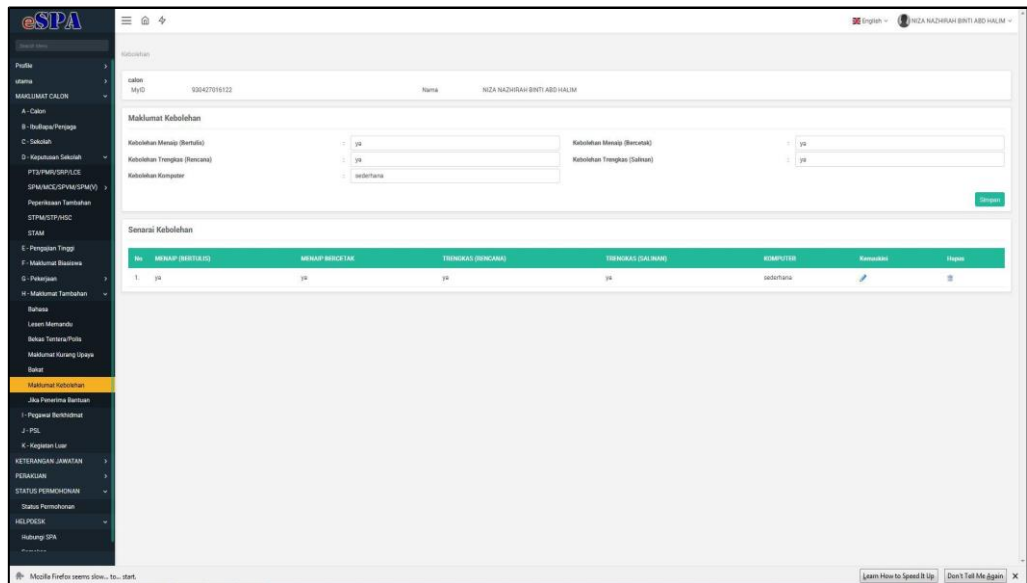 eSPA
English
NIZA NAZHIRAH BINTI ABD HALIM
Search Menu
Profile
utama
MAKLUMAT CALON
A - Calon
B - IbuBapa/Penjaga
C - Sekolah
D - Keputusan Sekolah
PT3/PMR/SRP/LCE
SPM/MCE/SPVM/SPM(V)
Peperiksaan Tambahan
STPM/STP/HSC
STAM
E - Pengajian Tinggi
F - Maklumat Biasiswa
G - Pekerjaan
H - Maklumat Tambahan
Bahasa
Lesen Memandu
Bekas Tentera/Polis
Maklumat Kurang Upaya
Bakat
Maklumat Kebolehan
Jika Penerima Bantuan
I - Pegawai Berkhidmat
J - PSL
K - Kegiatan Luar
KETERANGAN JAWATAN
PERAKUAN
STATUS PERMOHONAN
Status Permohonan
HELPDESK
Hubungi SPA
Kebolehan
calon
MyID 930427016122 Nama NIZA NAZHIRAH BINTI ABD HALIM
Maklumat Kebolehan
Kebolehan Menaip (Bertulis) : ya Kebolehan Menaip (Bercetak) : ya
Kebolehan Trengkas (Rencana) : ya Kebolehan Trengkas (Salinan) : ya
Kebolehan Komputer : sederhana
Simpan
Senarai Kebolehan
No MENAIP (BERTULIS) MENAIP BERCETAK TRENGKAS (RENCANA) TRENGKAS (SALINAN) KOMPUTER Kemaskini Hapus
1. ya ya ya ya sederhana
Mozilla Firefox seems slow... to... start.
Learn How to Speed It Up
Don't Tell Me Again